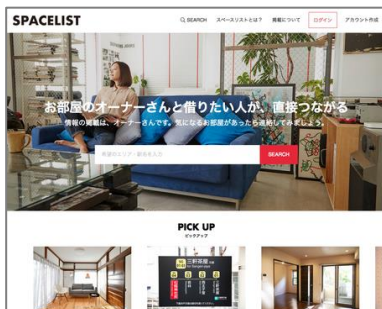 SPACELIST
SEARCH スペースリストとは? 掲載について ログイン アカウント作成
お部屋のオーナーさんと借りたい人が、直接つながる
情報の掲載は、オーナーさんです。気になるお部屋があったら連絡してみましょう。
SEARCH
PICK UP
ピックアップ
三軒茶屋